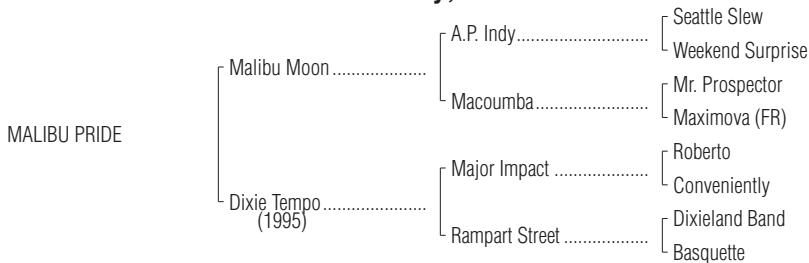 Seattle Slew
A.P. Indy
Weekend Surprise
Malibu Moon
Mr. Prospector
Macoumba
Maximova (FR)
MALIBU PRIDE
Roberto
Major Impact
Conveniently
Dixie Tempo
(1995)
Dixieland Band
Rampart Street
Basquette